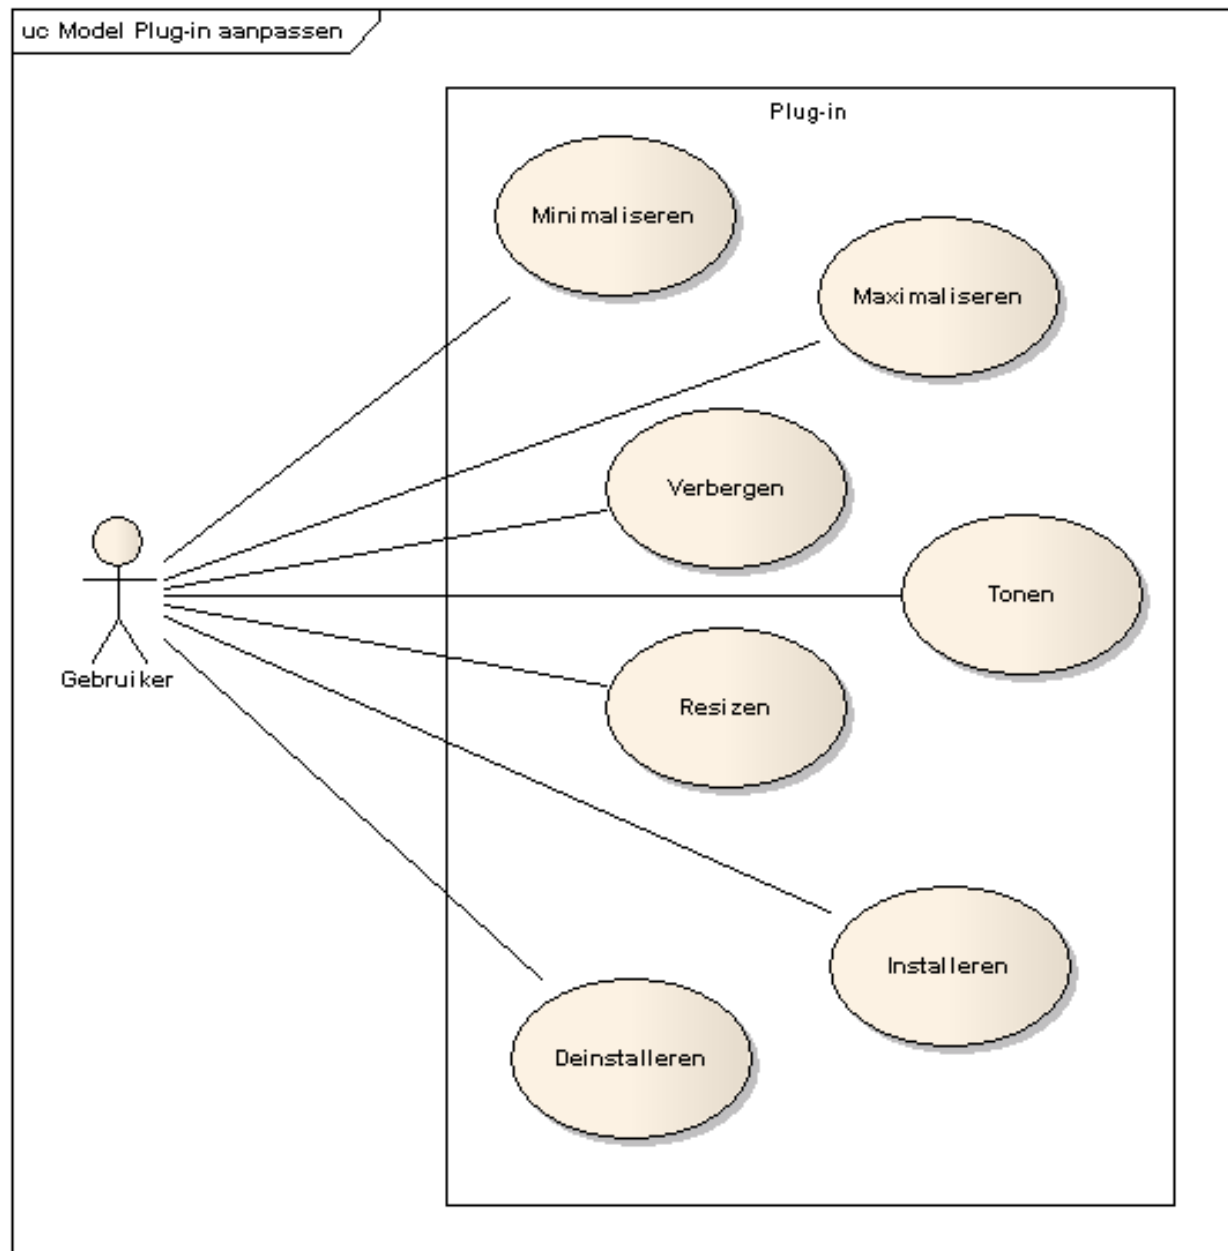 uc Model Plug-in aanpassen
Plug-in
Minimaliseren
Maximaliseren
Verbergen
Tonen
Gebruiker
Resizen
Installeren
Deinstalleren